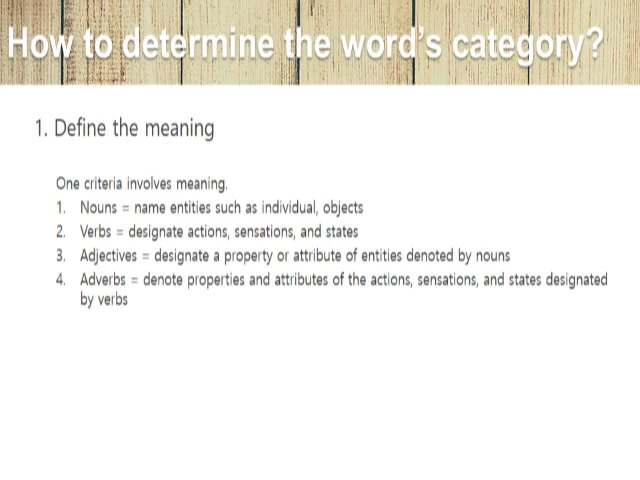 How to determine the word's category?
1. Define the meaning
One criteria involves meaning.
1. Nouns = name entities such as individual, objects
2. Verbs = designate actions, sensations, and states
3. Adjectives = designate a property or attribute of entities denoted by nouns
4. Adverbs = denote properties and attributes of the actions, sensations, and states designated
by verbs